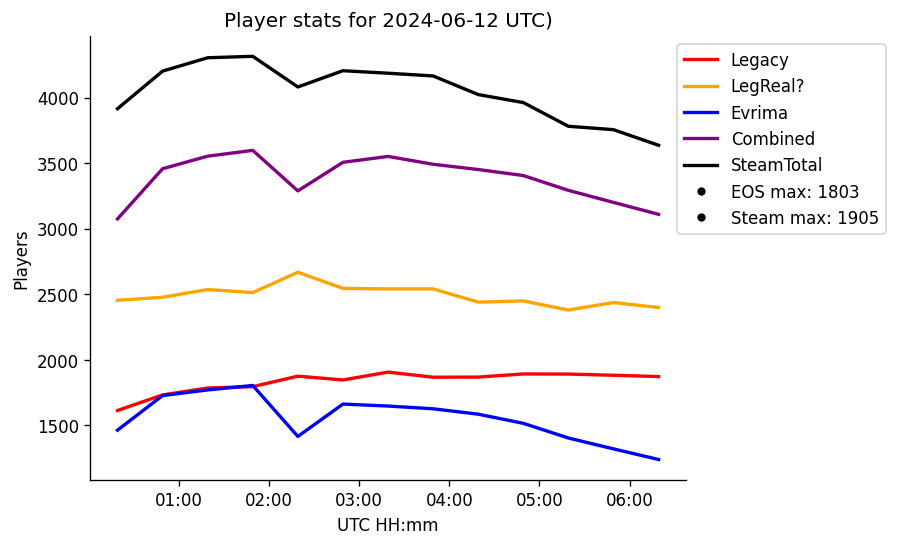 Player stats for 2024-06-12 UTC)
Legacy
LegReal?
Evrima
Combined
SteamTotal
EOS max: 1803
Steam max: 1905
Players
4000
3500
3000
2500
2000
1500
01:00 02:00 03:00 04:00 05:00 06:00
UTC HH:mm